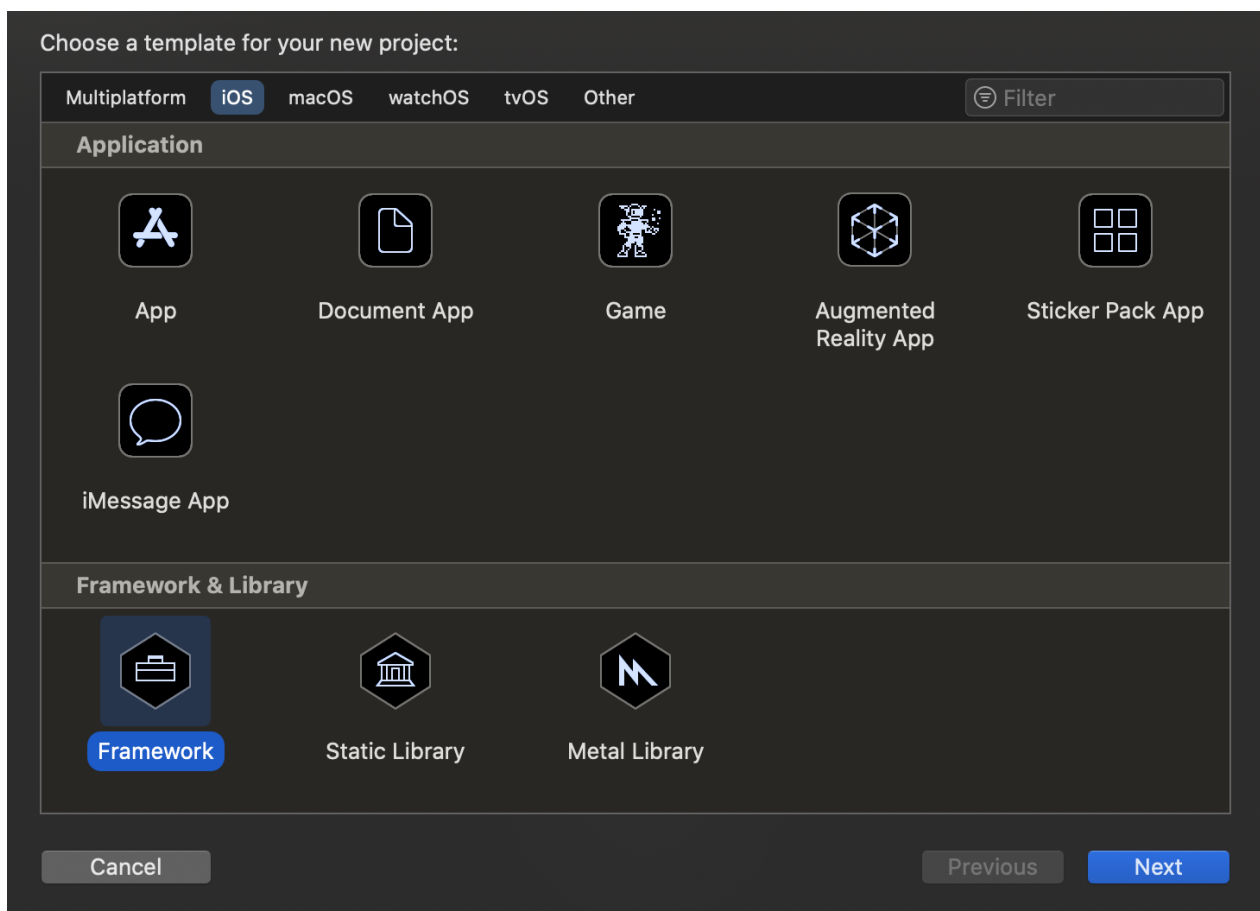 Choose a template for your new project:
Multiplatform iOS macOS watchOS tvOS Other Filter
Application
App Document App Game Augmented Reality App Sticker Pack App
iMessage App
Framework & Library
Framework Static Library Metal Library
Cancel Previous Next